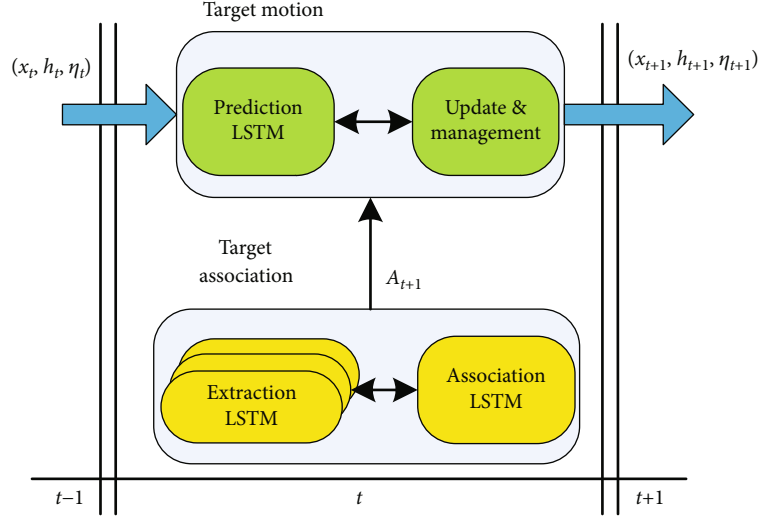 Target motion
(x_t, h_t, η_t)
(x_{t+1}, h_{t+1}, η_{t+1})
Prediction
LSTM
Update &
management
Target
association
A_{t+1}
Extraction
LSTM
Association
LSTM
t−1
t
t+1